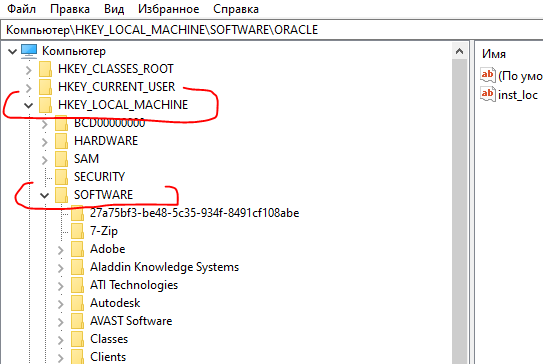 Файл Правка Вид Избранное Справка
Компьютер\HKEY_LOCAL_MACHINE\SOFTWARE\ORACLE
Компьютер
HKEY_CLASSES_ROOT
HKEY_CURRENT_USER
HKEY_LOCAL_MACHINE
BCD00000000
HARDWARE
SAM
SECURITY
SOFTWARE
27a75bf3-be48-5c35-934f-8491cf108abe
7-Zip
Adobe
Aladdin Knowledge Systems
ATI Technologies
Autodesk
AVAST Software
Classes
Clients
Имя
ab (По умо
ab inst_loc